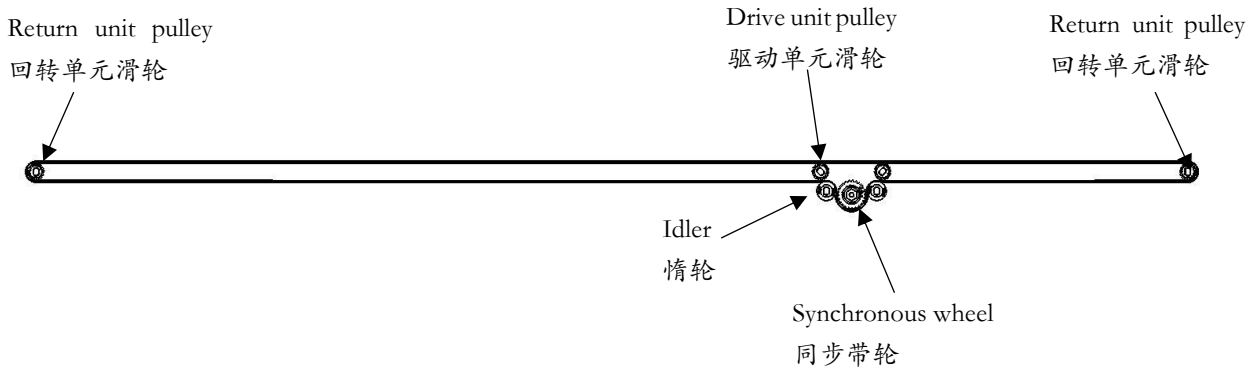 Return unit pulley
回转单元滑轮
Drive unit pulley
驱动单元滑轮
Return unit pulley
回转单元滑轮
Idler
惰轮
Synchronous wheel
同步带轮